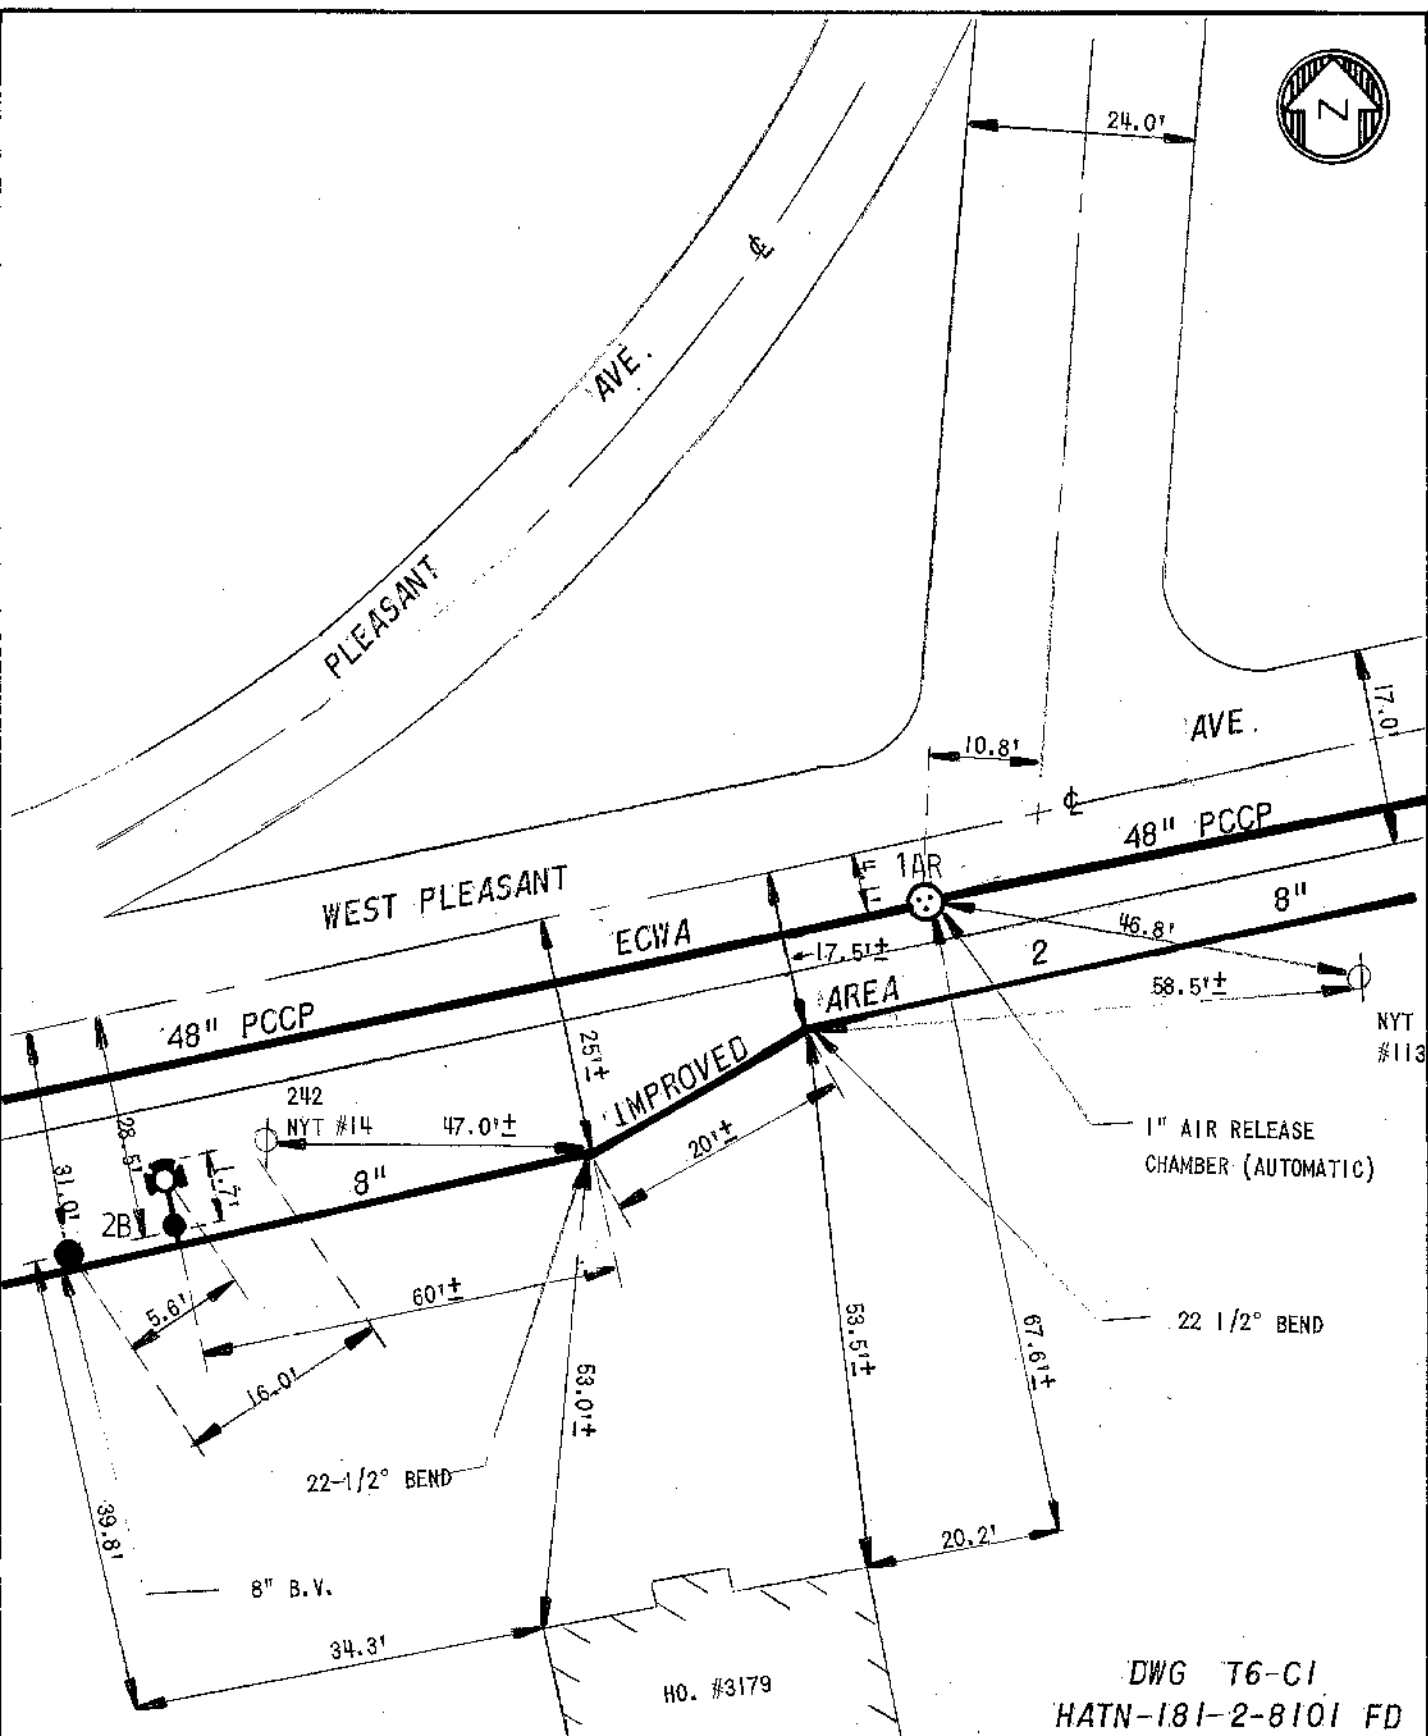 N
24.0'
℄
PLEASANT AVE.
10.8'
AVE.
17.0'
℄
48" PCCP
1AR
WEST PLEASANT
ECWA
8"
46.8'
17.5'±
2
AREA
58.5'±
48" PCCP
25'±
NYT
#113
IMPROVED
242
NYT #14
47.0'±
28.5'
20'±
1" AIR RELEASE
CHAMBER (AUTOMATIC)
31.0'
1.7'
8"
2B
60'±
5.6'
53.5'±
67.6'±
22 1/2° BEND
16.0'
53.0'±
22-1/2° BEND
39.8'
20.2'
8" B.V.
34.3'
HO. #3179
DWG T6-C1
HATN-181-2-8101 FD